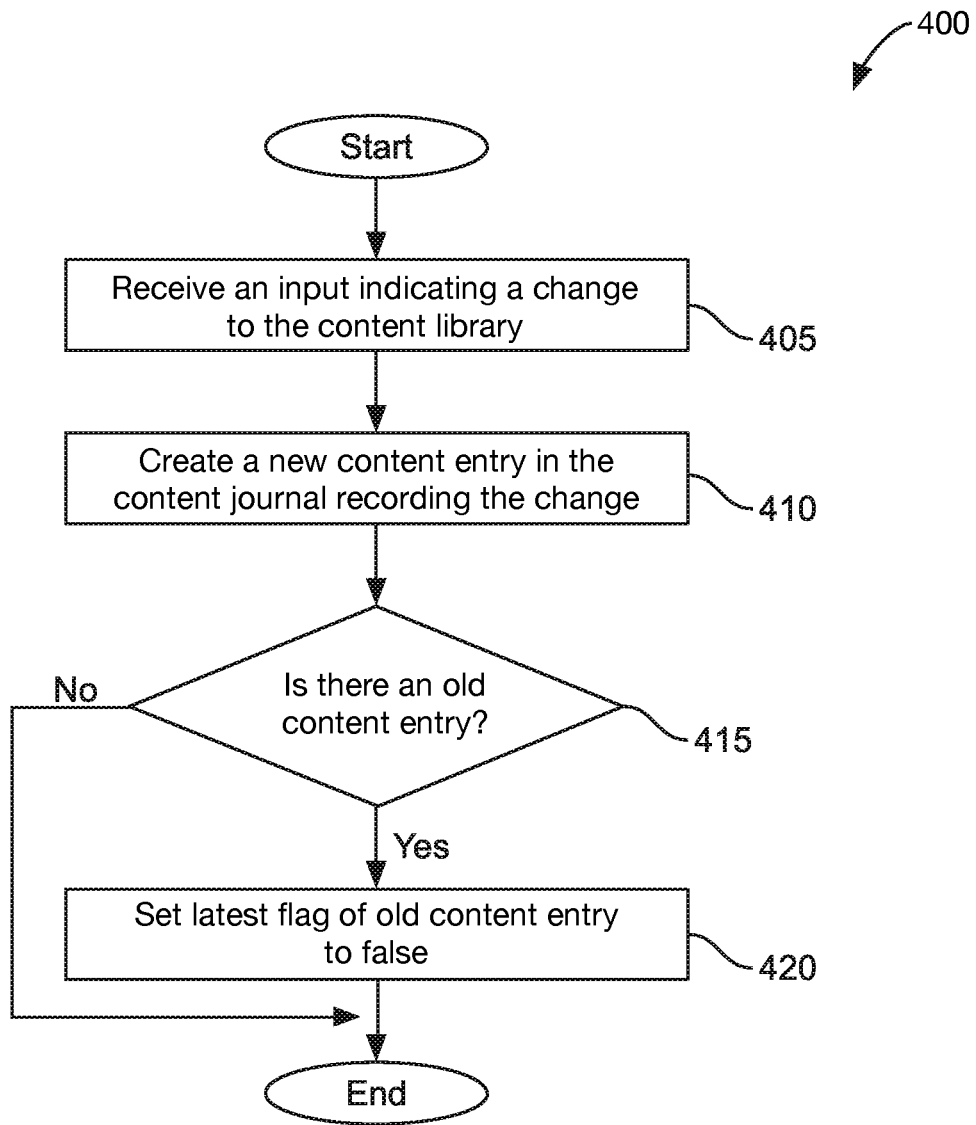 400
Start
Receive an input indicating a change
to the content library
405
Create a new content entry in the
content journal recording the change
410
Is there an old
content entry?
No
415
Yes
Set latest flag of old content entry
to false
420
End